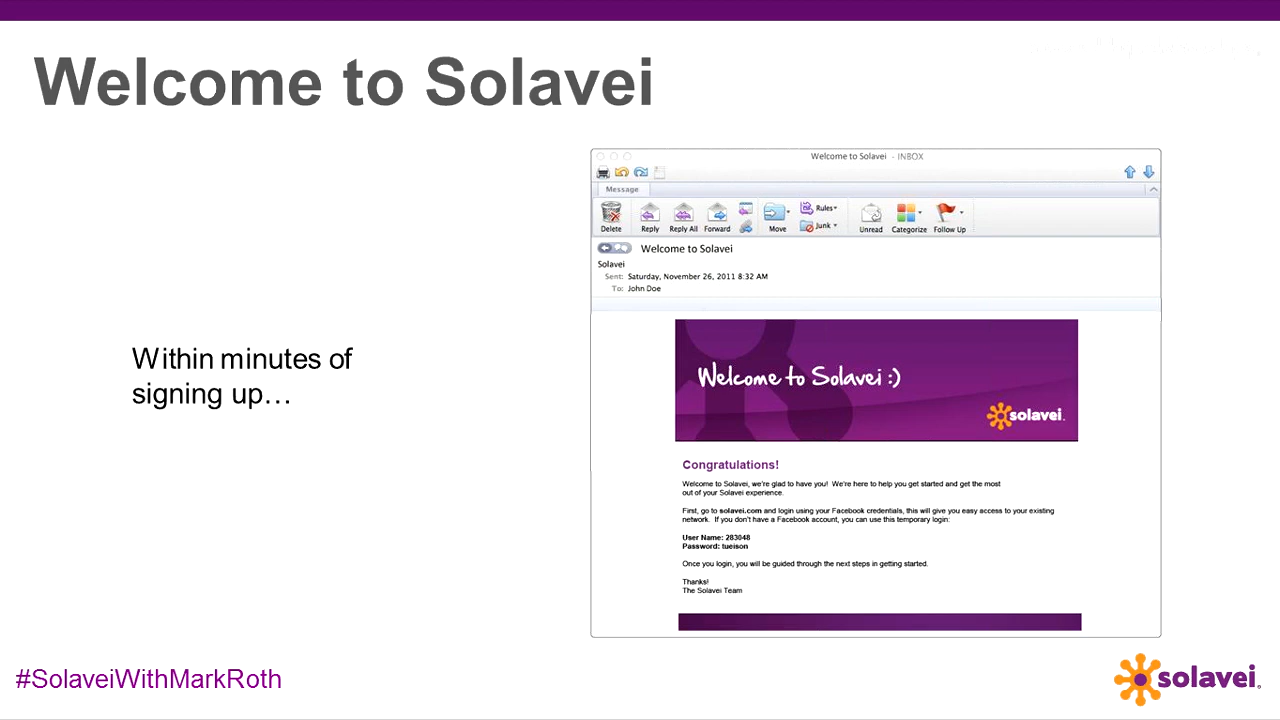 Welcome to Solavei
Within minutes of
signing up…
Welcome to Solavei - INBOX
Message
Delete
Reply
Reply All
Forward
Move
Rules
Junk
Unread
Categorize
Follow Up
Welcome to Solavei
Solavei
Sent: Saturday, November 26, 2011 8:32 AM
To: John Doe
Welcome to Solavei :)
solavei.
Congratulations!
Welcome to Solavei, we're glad to have you! We're here to help you get started and get the most
out of your Solavei experience.
First, go to solavei.com and login using your Facebook credentials, this will give you easy access to your existing
network. If you don't have a Facebook account, you can use this temporary login:
User Name: 283048
Password: tueison
Once you login, you will be guided through the next steps in getting started.
Thanks!
The Solavei Team
#SolaveiWithMarkRoth
solavei®